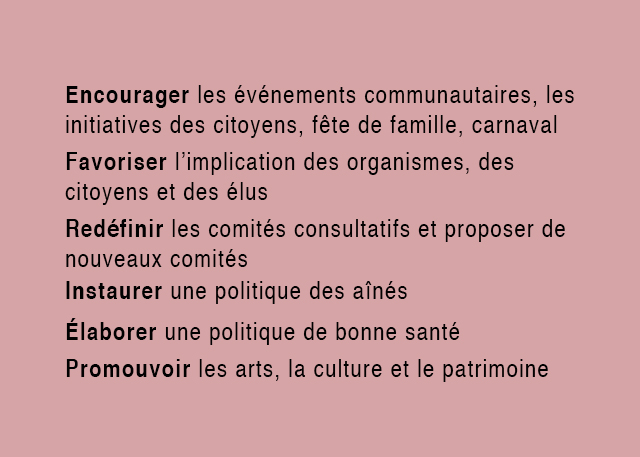 Encourager les événements communautaires, les
initiatives des citoyens, fête de famille, carnaval
Favoriser l'implication des organismes, des
citoyens et des élus
Redéfinir les comités consultatifs et proposer de
nouveaux comités
Instaurer une politique des aînés
Élaborer une politique de bonne santé
Promouvoir les arts, la culture et le patrimoine